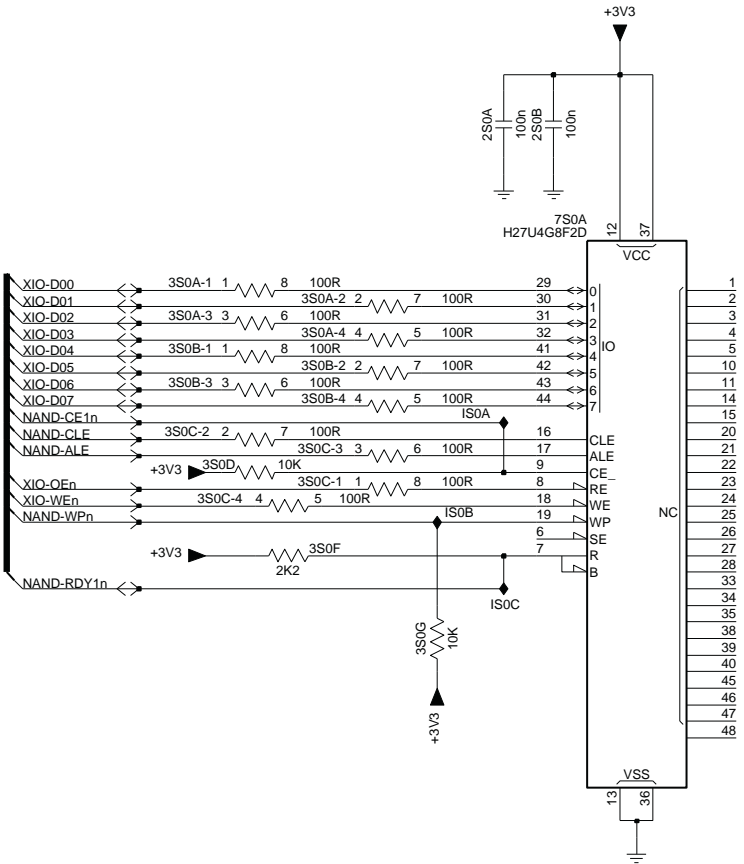 +3V3
2S0A
100n
2S0B
100n
7S0A
H27U4G8F2D
12
37
VCC
XIO-D00 3S0A-1 1 8 100R 29 0 1
XIO-D01 3S0A-2 2 7 100R 30 1 2
XIO-D02 3S0A-3 3 6 100R 31 2 3
XIO-D03 3S0A-4 4 5 100R 32 3 IO 4
XIO-D04 3S0B-1 1 8 100R 41 4 5
XIO-D05 3S0B-2 2 7 100R 42 5 10
XIO-D06 3S0B-3 3 6 100R 43 6 11
XIO-D07 3S0B-4 4 5 100R 44 7 14
NAND-CE1n IS0A 15
NAND-CLE 3S0C-2 2 7 100R 16 CLE 20
NAND-ALE 3S0C-3 3 6 100R 17 ALE 21
+3V3 3S0D 10K 9 CE_ 22
XIO-OEn 3S0C-1 1 8 100R 8 RE 23
XIO-WEn 3S0C-4 4 5 100R 18 WE 24
NAND-WPn IS0B 19 WP NC 25
6 SE 26
+3V3 3S0F 2K2 7 R 27
B 28
NAND-RDY1n IS0C 33
34
35
3S0G
10K
38
39
40
45
46
+3V3
47
48
VSS
13
36